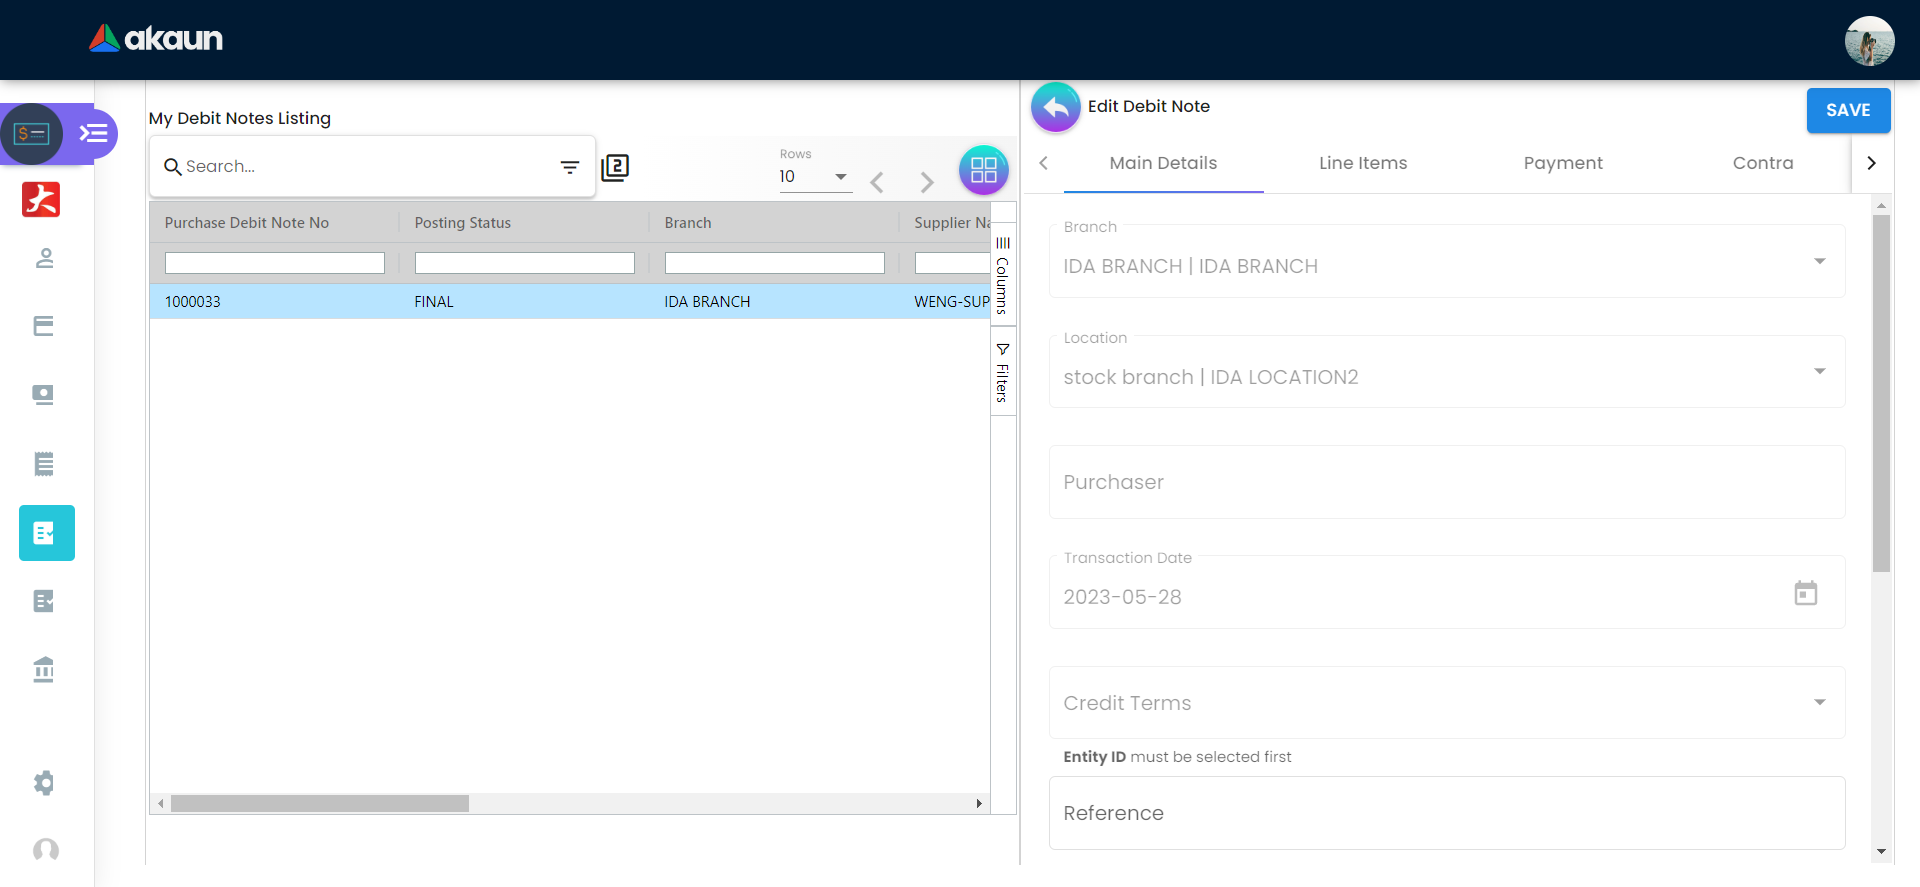 akaun
My Debit Notes Listing
Search...
2
Rows
10
Purchase Debit Note No
Posting Status
Branch
Supplier Na
1000033
FINAL
IDA BRANCH
WENG-SUP
Columns
Filters
Edit Debit Note
SAVE
Main Details
Line Items
Payment
Contra
Branch
IDA BRANCH | IDA BRANCH
Location
stock branch | IDA LOCATION2
Purchaser
Transaction Date
2023-05-28
Credit Terms
Entity ID must be selected first
Reference